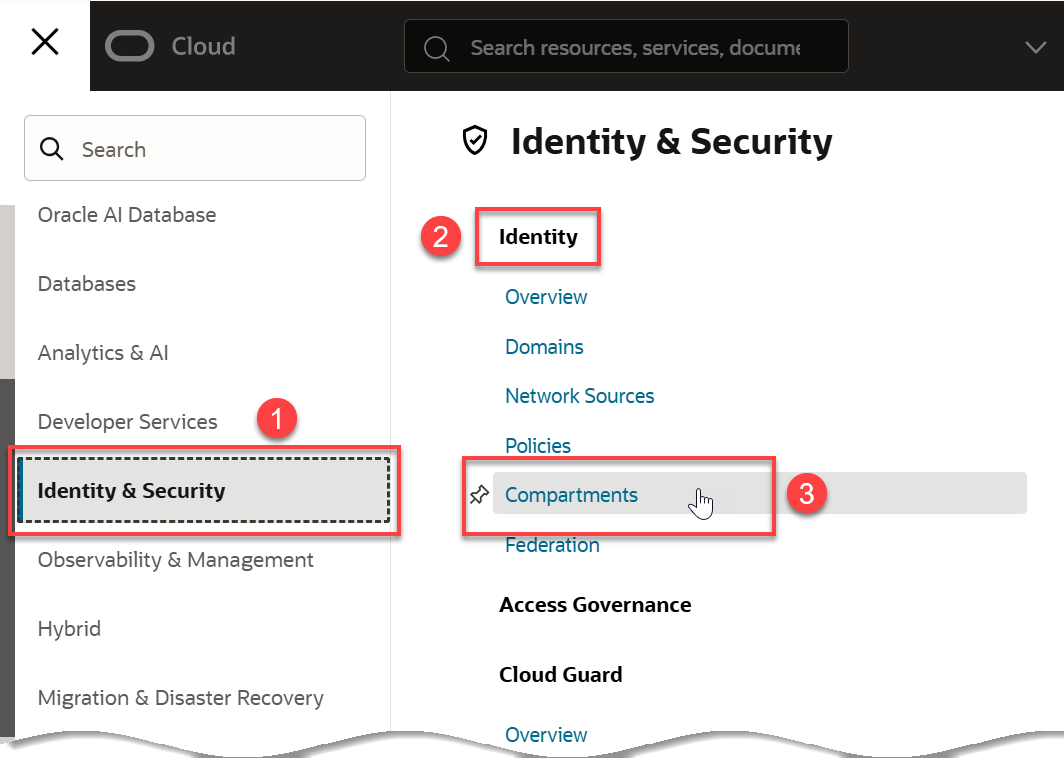 Cloud
Search resources, services, docume
Search
Oracle AI Database
Databases
Analytics & AI
Developer Services
1
Identity & Security
Observability & Management
Hybrid
Migration & Disaster Recovery
Identity & Security
2
Identity
Overview
Domains
Network Sources
Policies
Compartments
3
Federation
Access Governance
Cloud Guard
Overview